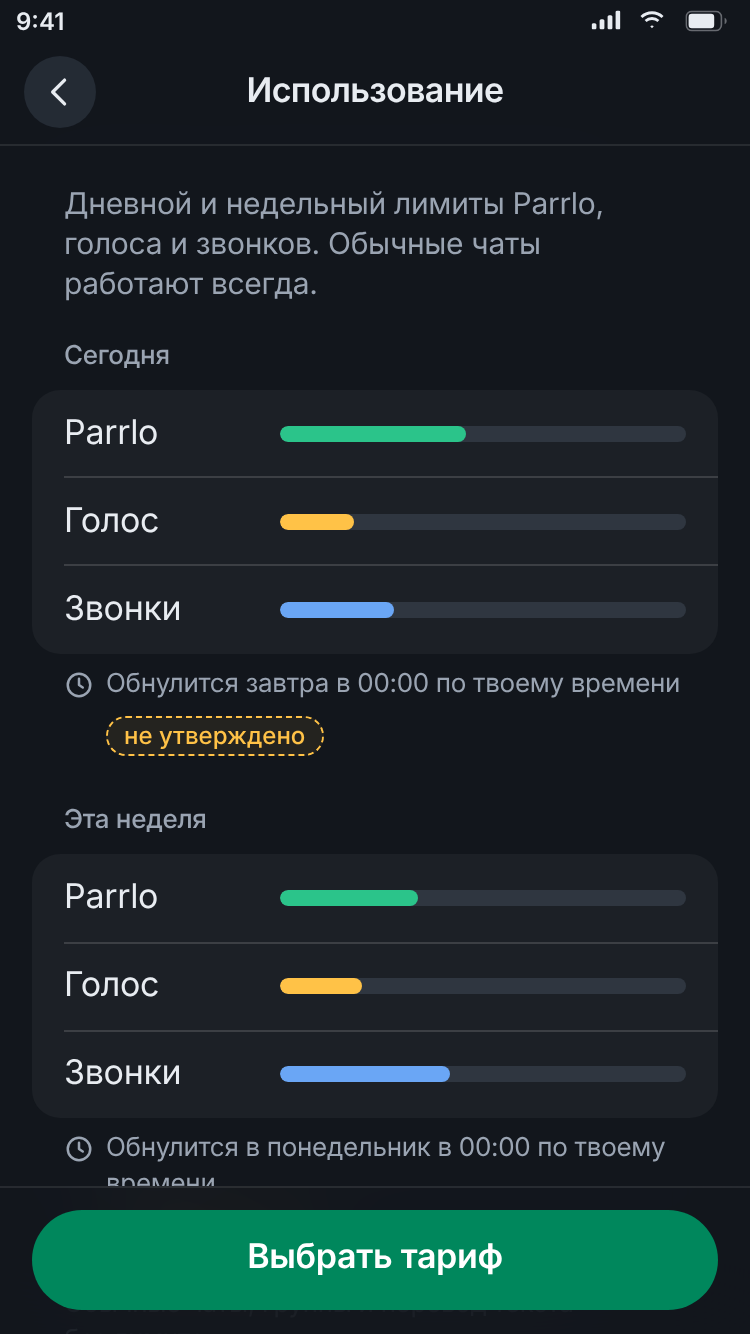 9:41
Использование
Дневной и недельный лимиты Parrlo,
голоса и звонков. Обычные чаты
работают всегда.
Сегодня
Parrlo
Голос
Звонки
Обнулится завтра в 00:00 по твоему времени
не утверждено
Эта неделя
Parrlo
Голос
Звонки
Обнулится в понедельник в 00:00 по твоему
времени
Выбрать тариф